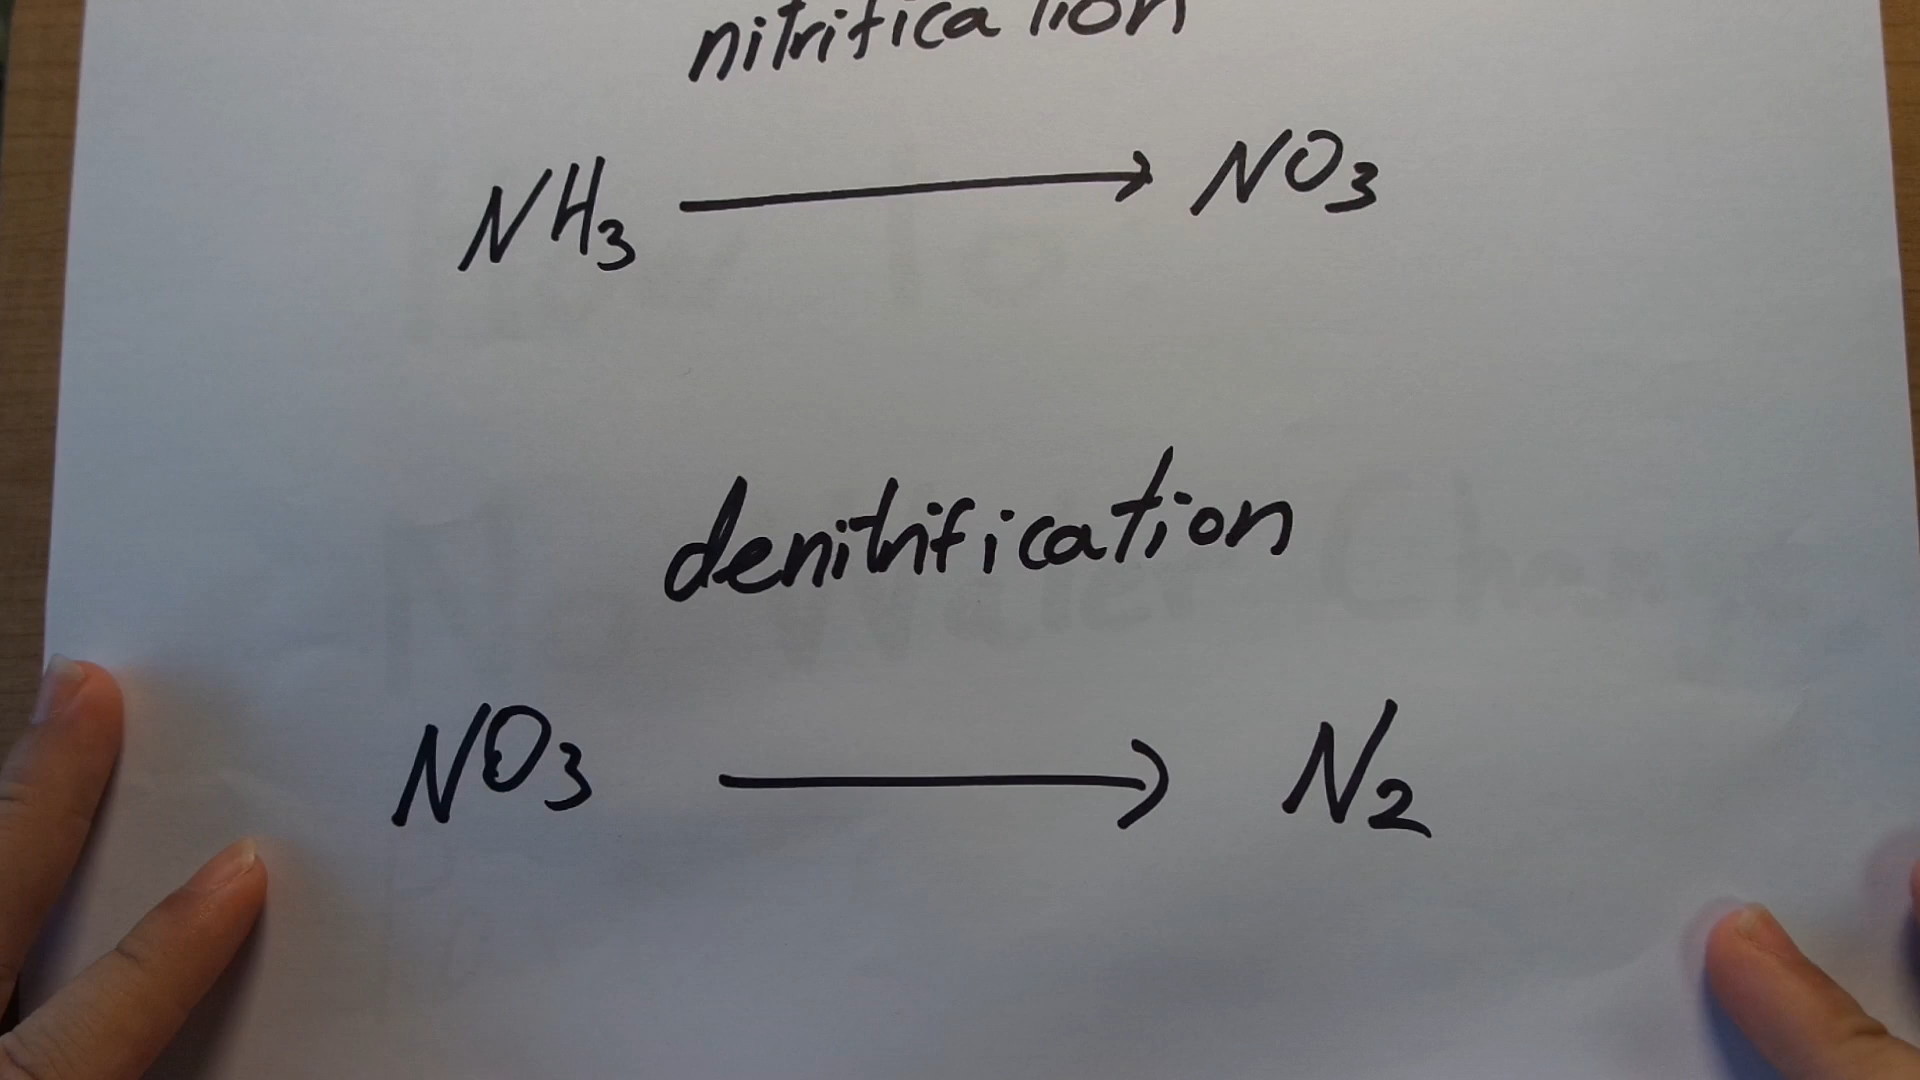 nitrification
NH3 → NO3
denitrification
NO3 → N2